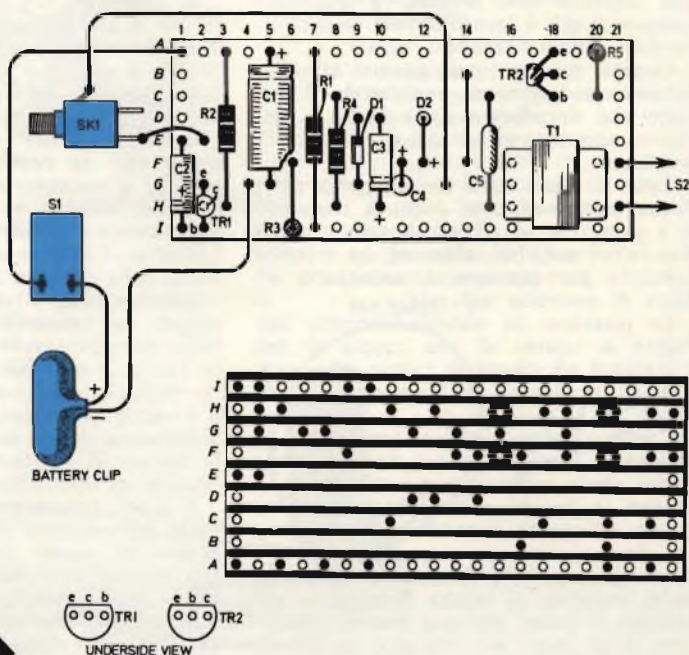 1 2 3 4 5 6 7 8 9 10 12 14 16 18 20 21
A
B
C
D
E
F
G
H
I
SK1
S1
+
−
BATTERY CLIP
C2
+
R2
e
c
b
TR1
C1
+
R3
R1
R4
D1
C3
+
D2
+
C4
+
C5
TR2
e
c
b
R5
T1
LS2
I
H
G
F
E
D
C
B
A
e c b
TR1
e c b
TR2
UNDERSIDE VIEW